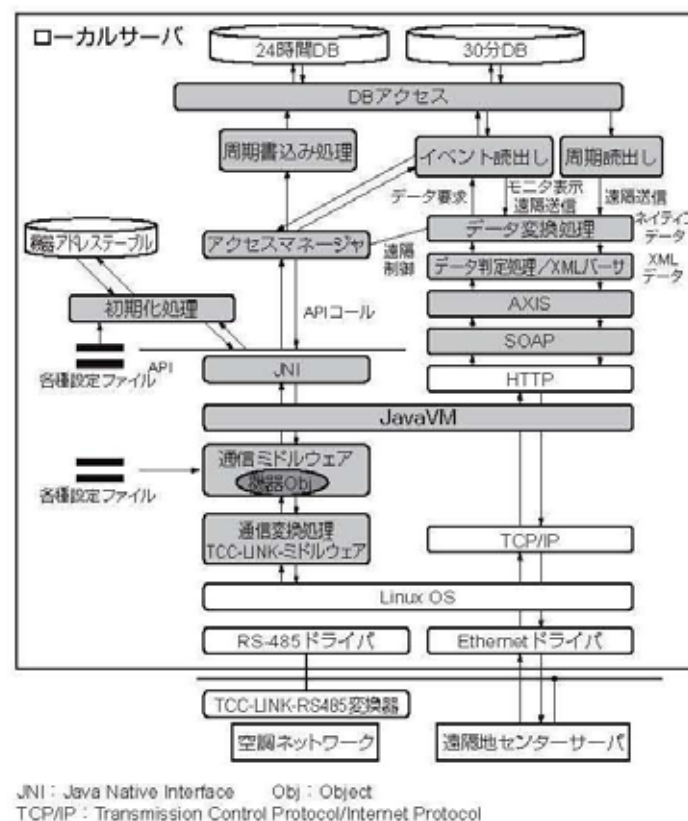 ローカルサーバ
24時間DB
30分DB
DBアクセス
周期書込み処理
イベント読出し
周期読出し
データ要求
モニタ表示
遠隔送信
遠隔送信
機器アドレステーブル
アクセスマネージャ
遠隔
制御
データ変換処理
ネイティブ
データ
データ判定処理/XMLパーサ
XML
データ
初期化処理
APIコール
AXIS
SOAP
各種設定ファイル
API
JNI
HTTP
JavaVM
通信ミドルウェア
機器Obj
各種設定ファイル
通信変換処理
TCC-LINK-ミドルウェア
TCP/IP
Linux OS
RS-485ドライバ
Ethernetドライバ
TCC-LINK-RS485変換器
空調ネットワーク
遠隔地センターサーバ
JNI：Java Native Interface Obj：Object
TCP/IP：Transmission Control Protocol/Internet Protocol